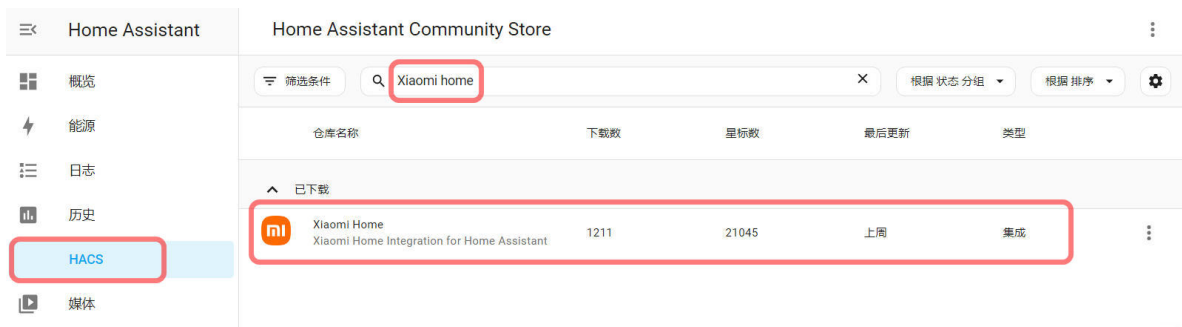 Home Assistant
Home Assistant Community Store
概览
筛选条件
Xiaomi home
根据 状态 分组
根据 排序
能源
仓库名称 下载数 星标数 最后更新 类型
日志
已下载
历史
Xiaomi Home
Xiaomi Home Integration for Home Assistant
1211 21045 上周 集成
HACS
媒体